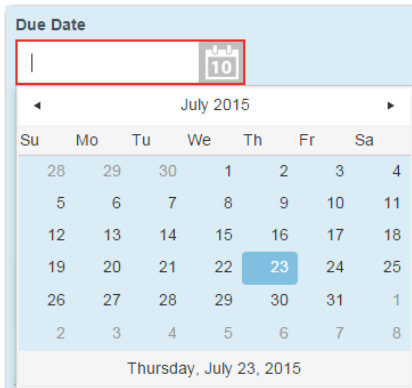 Due Date
10
◄ July 2015 ►
Su Mo Tu We Th Fr Sa
28 29 30 1 2 3 4
5 6 7 8 9 10 11
12 13 14 15 16 17 18
19 20 21 22 23 24 25
26 27 28 29 30 31 1
2 3 4 5 6 7 8
Thursday, July 23, 2015